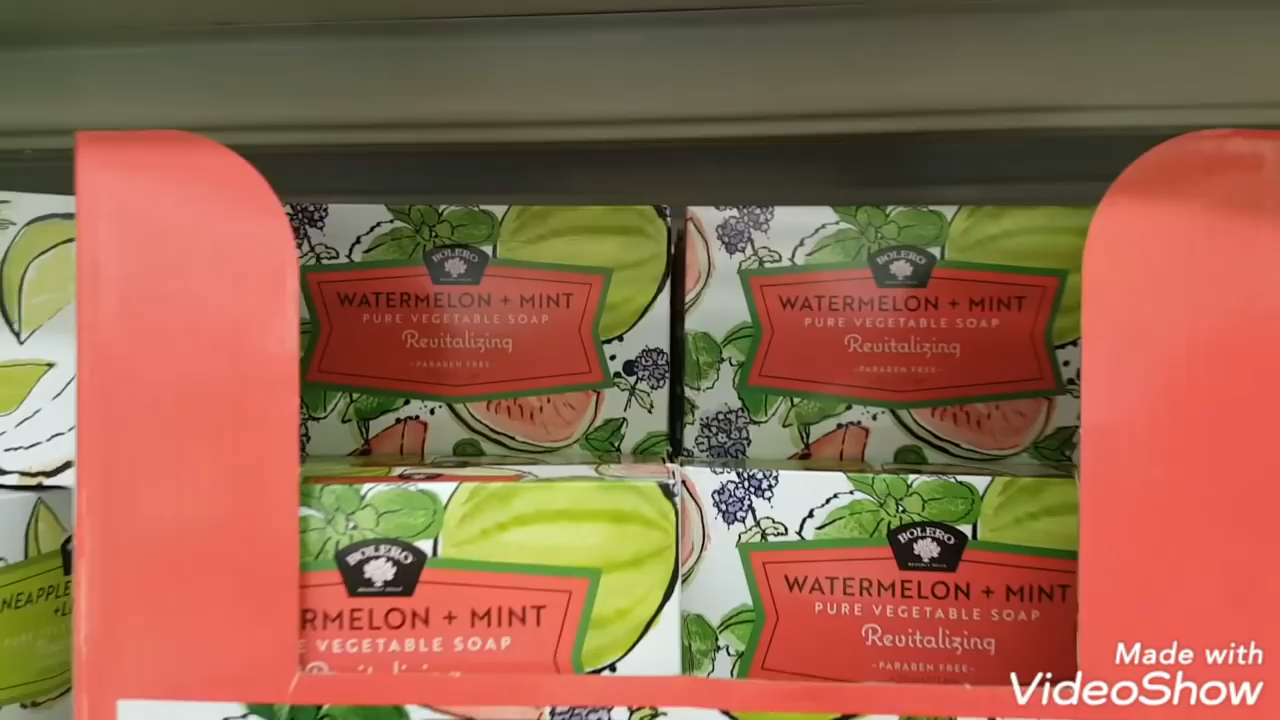 BOLERO
WATERMELON + MINT
PURE VEGETABLE SOAP
Revitalizing
-PARABEN FREE-
BOLERO
WATERMELON + MINT
PURE VEGETABLE SOAP
Revitalizing
-PARABEN FREE-
BOLERO
RMELON + MINT
E VEGETABLE SOAP
BOLERO
WATERMELON + MINT
PURE VEGETABLE SOAP
Revitalizing
-PARABEN FREE-
NEAPPLE
+L
Made with
VideoShow